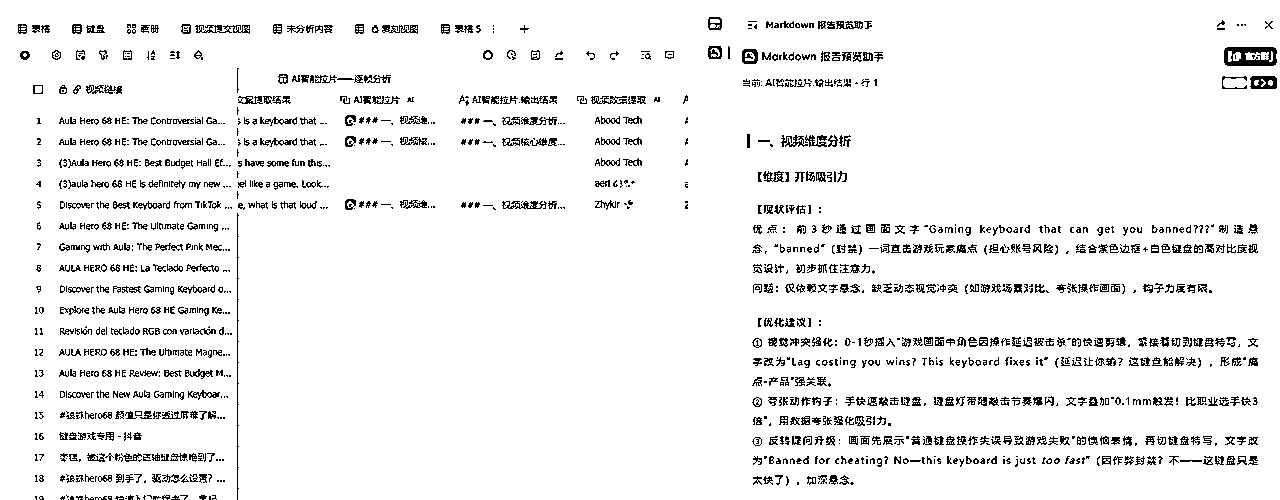 表格 键盘 画册 视频提交视图 未分析内容 复刻视图 表格 5
AI智能拉片——逐帧分析
视频链接 文案提取结果 AI智能拉片 AI AI智能拉片.输出结果 视频数据提取 AI
1 Aula Hero 68 HE: The Controversial Ga... s is a keyboard that ... ### 一、视频维... ### 一、视频维度分析... Abood Tech
2 Aula Hero 68 HE: The Controversial Ga... s is a keyboard that ... ### 一、视频核... ### 一、视频核心维度... Abood Tech
3 (3)Aula Hero 68 HE: Best Budget Hall Ef... s have some fun this... Abood Tech
4 (3)aula hero 68 HE is definitely my new ... el like a game. Look... aeri
5 Discover the Best Keyboard from TikTok ... e, what is that loud ... ### 一、视频维... ### 一、视频维度分析... Zhykir
6 Aula Hero 68 HE: The Ultimate Gaming ...
7 Gaming with Aula: The Perfect Pink Mec...
8 AULA HERO 68 HE: La Teclado Perfecto ...
9 Discover the Fastest Gaming Keyboard o...
10 Explore the Aula Hero 68 HE Gaming Ke...
11 Revisión del teclado RGB con variación d...
12 AULA HERO 68 HE: The Ultimate Magne...
13 Aula Hero 68 HE Review: Best Budget M...
14 Discover the New Aula Gaming Keyboar...
15 #狼蛛hero68 颜值只是你透过屏幕了解...
16 键盘游戏专用 - 抖音
17 枣糕，被这个粉色的磁轴键盘惊艳到了...
18 #狼蛛hero68 到手了，驱动怎么设置？...
19
Markdown 报告预览助手
Markdown 报告预览助手 官方群
当前: AI智能拉片.输出结果 - 行 1
一、视频维度分析
【维度】开场吸引力
【现状评估】：
优点：前3秒通过画面文字“Gaming keyboard that can get you banned???”制造悬
念，“banned”（封禁）一词直击游戏玩家痛点（担心账号风险），结合紫色边框+白色键盘的高对比度视
觉设计，初步抓住注意力。
问题：仅依赖文字悬念，缺乏动态视觉冲突（如游戏场景对比、夸张操作画面），钩子力度有限。
【优化建议】：
① 视觉冲突强化：0-1秒插入“游戏画面中角色因操作延迟被击杀”的快速剪辑，紧接着切到键盘特写，文
字改为“Lag costing you wins? This keyboard fixes it”（延迟让你输？这键盘能解决），形成“痛
点-产品”强关联。
② 夸张动作钩子：手快速敲击键盘，键盘灯带随敲击节奏爆闪，文字叠加“0.1mm触发！比职业选手快3
倍”，用数据夸张强化吸引力。
③ 反转疑问升级：画面先展示“普通键盘操作失误导致游戏失败”的懊恼表情，再切键盘特写，文字改
为“Banned for cheating? No—this keyboard is just too fast”（因作弊封禁？不——这键盘只是
太快了），加深悬念。